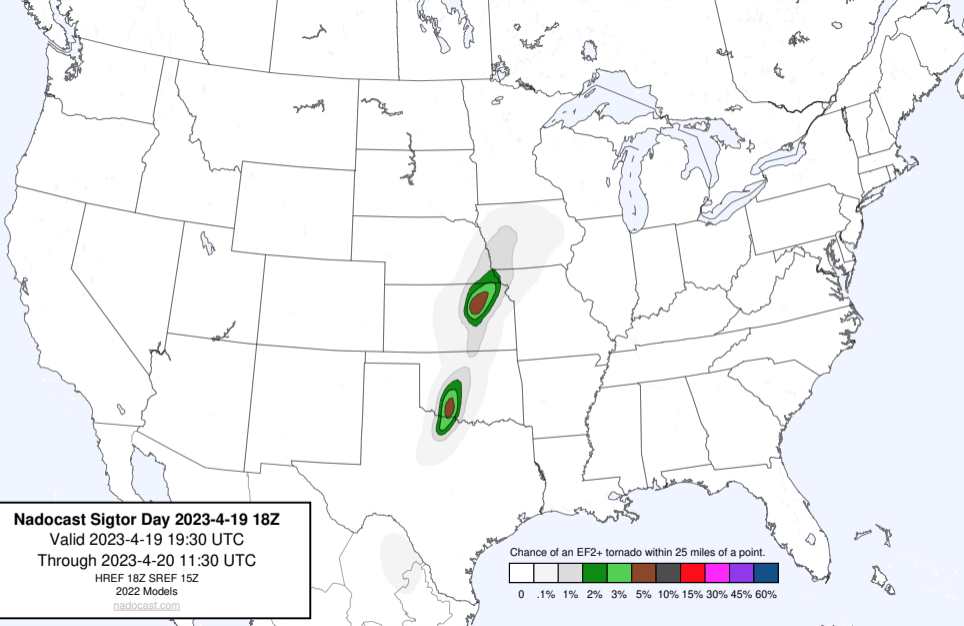 Nadocast Sigtor Day 2023-4-19 18Z
Valid 2023-4-19 19:30 UTC
Through 2023-4-20 11:30 UTC
HREF 18Z SREF 15Z
2022 Models
nadocast.com
Chance of an EF2+ tornado within 25 miles of a point.
0 .1% 1% 2% 3% 5% 10% 15% 30% 45% 60%